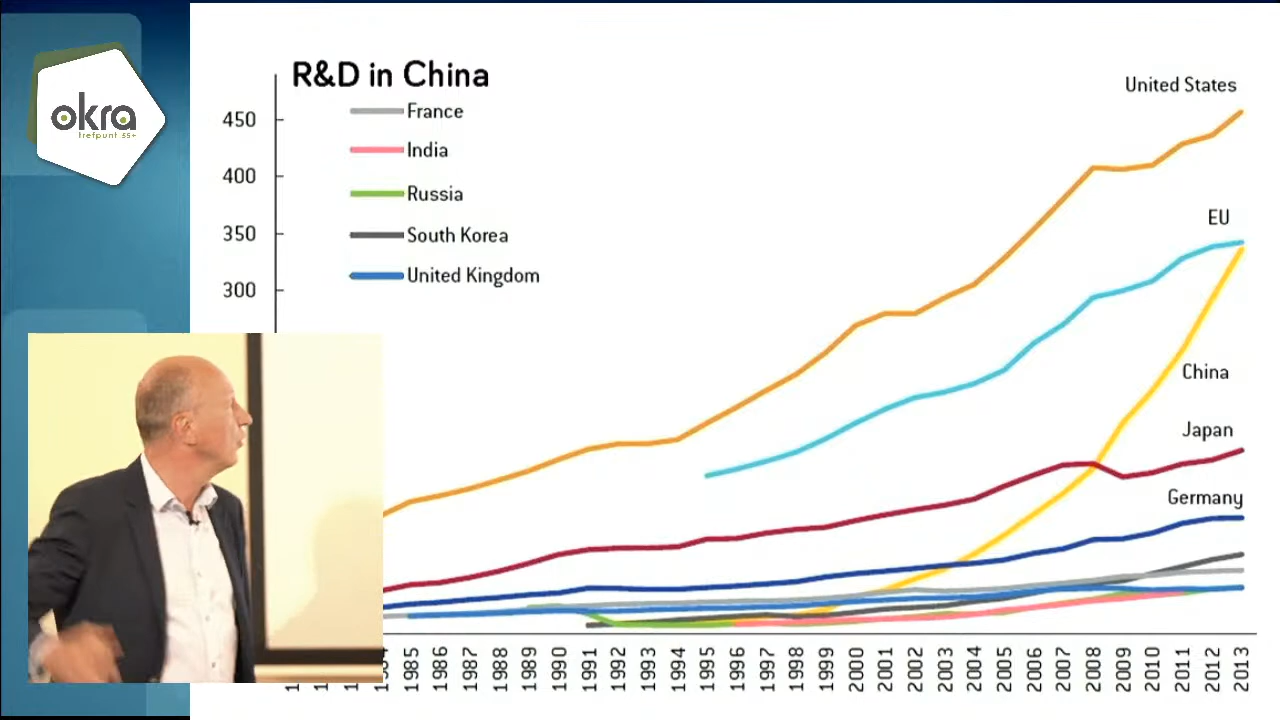 okra
trefpunt 55+
R&D in China
France
India
Russia
South Korea
United Kingdom
450
400
350
300
United States
EU
China
Japan
Germany
1985
1986
1987
1988
1989
1990
1991
1992
1993
1994
1995
1996
1997
1998
1999
2000
2001
2002
2003
2004
2005
2006
2007
2008
2009
2010
2011
2012
2013